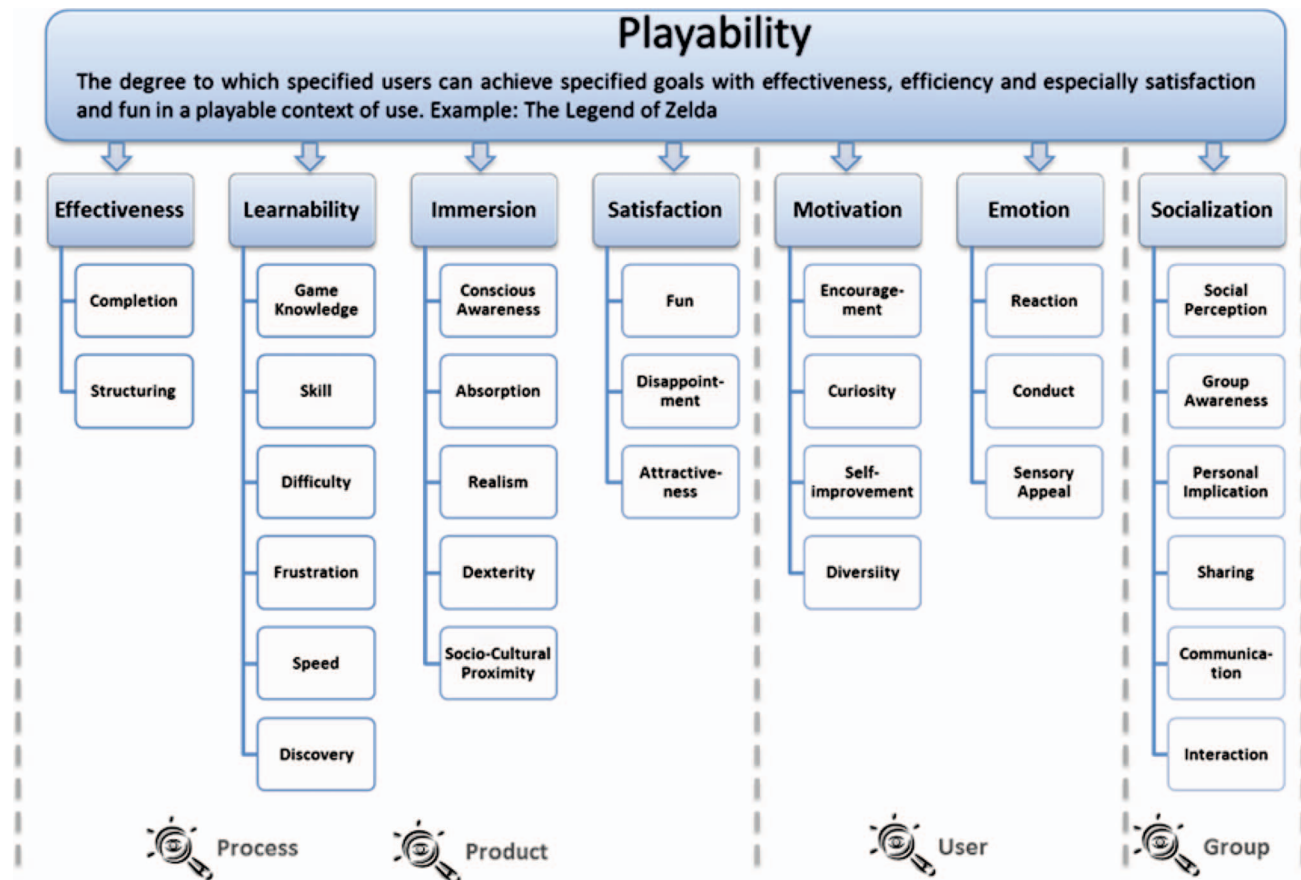 Playability
The degree to which specified users can achieve specified goals with effectiveness, efficiency and especially satisfaction
and fun in a playable context of use. Example: The Legend of Zelda
Effectiveness
Completion
Structuring
Learnability
Game
Knowledge
Skill
Difficulty
Frustration
Speed
Discovery
Immersion
Conscious
Awareness
Absorption
Realism
Dexterity
Socio-Cultural
Proximity
Satisfaction
Fun
Disappoint-
ment
Attractive-
ness
Motivation
Encourage-
ment
Curiosity
Self-
improvement
Diversiity
Emotion
Reaction
Conduct
Sensory
Appeal
Socialization
Social
Perception
Group
Awareness
Personal
Implication
Sharing
Communica-
tion
Interaction
Process
Product
User
Group